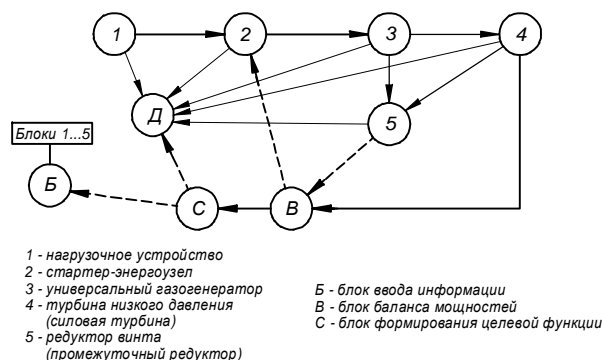 1
2
3
4
Д
5
Блоки 1...5
Б
С
В
1 - нагрузочное устройство
2 - стартер-энергоузел
3 - универсальный газогенератор
4 - турбина низкого давления
(силовая турбина)
5 - редуктор винта
(промежуточный редуктор)
Б - блок ввода информации
В - блок баланса мощностей
С - блок формирования целевой функции